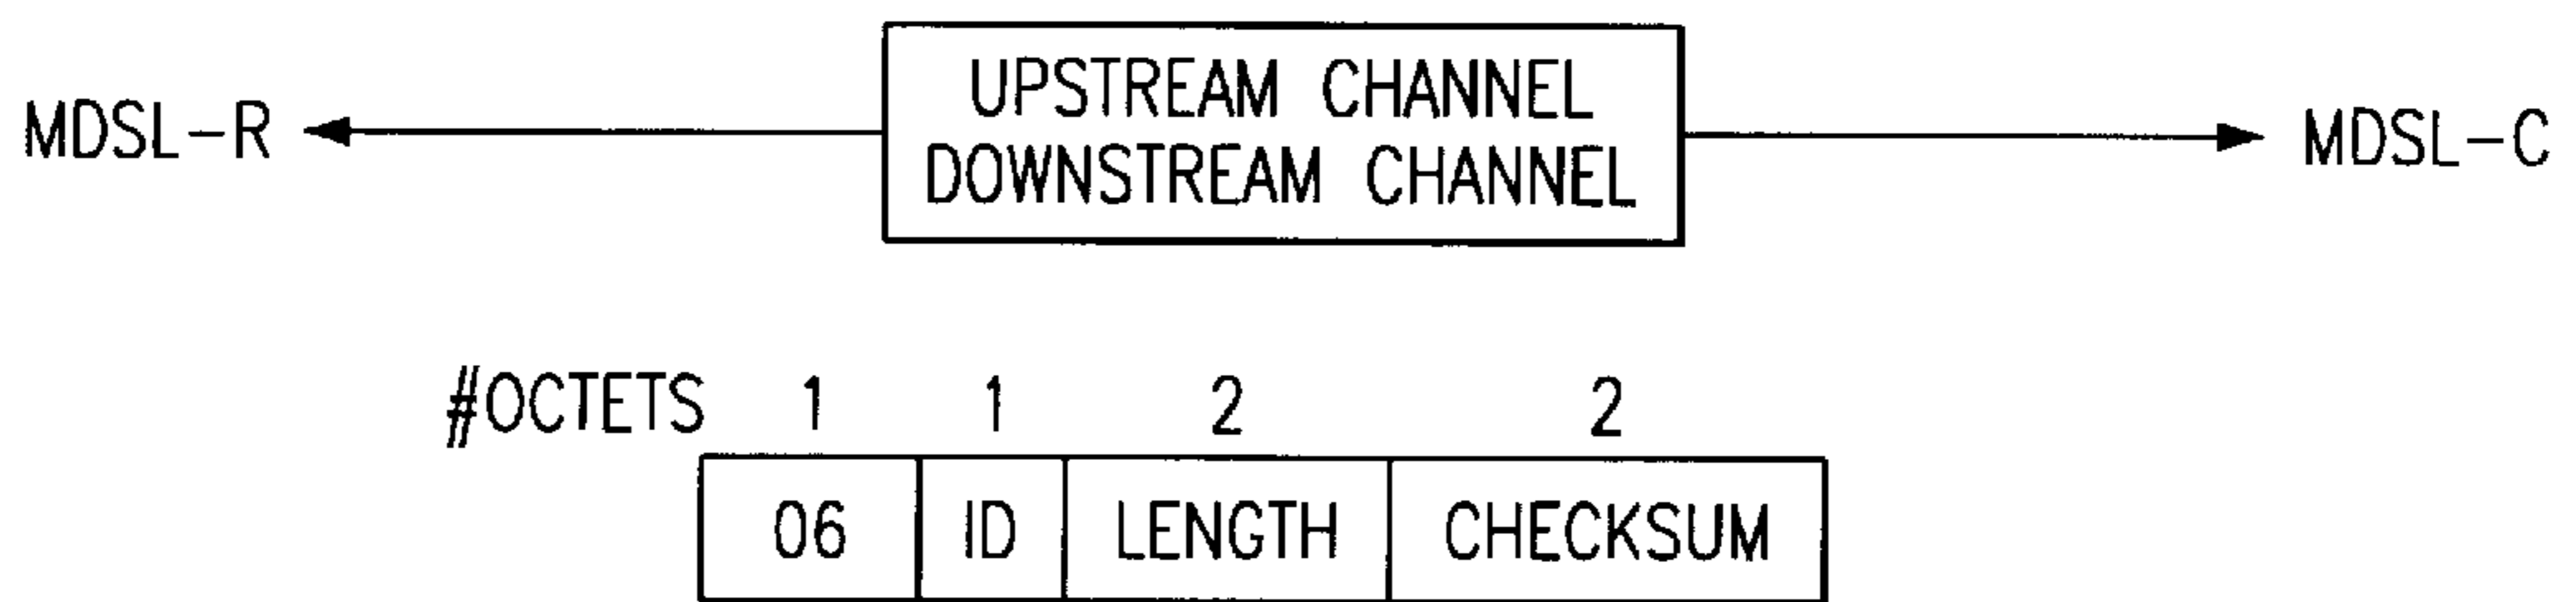 UPSTREAM CHANNEL
MDSL-R DOWNSTREAM CHANNEL MDSL-C
#OCTETS 1 1 2 2
06 ID LENGTH CHECKSUM